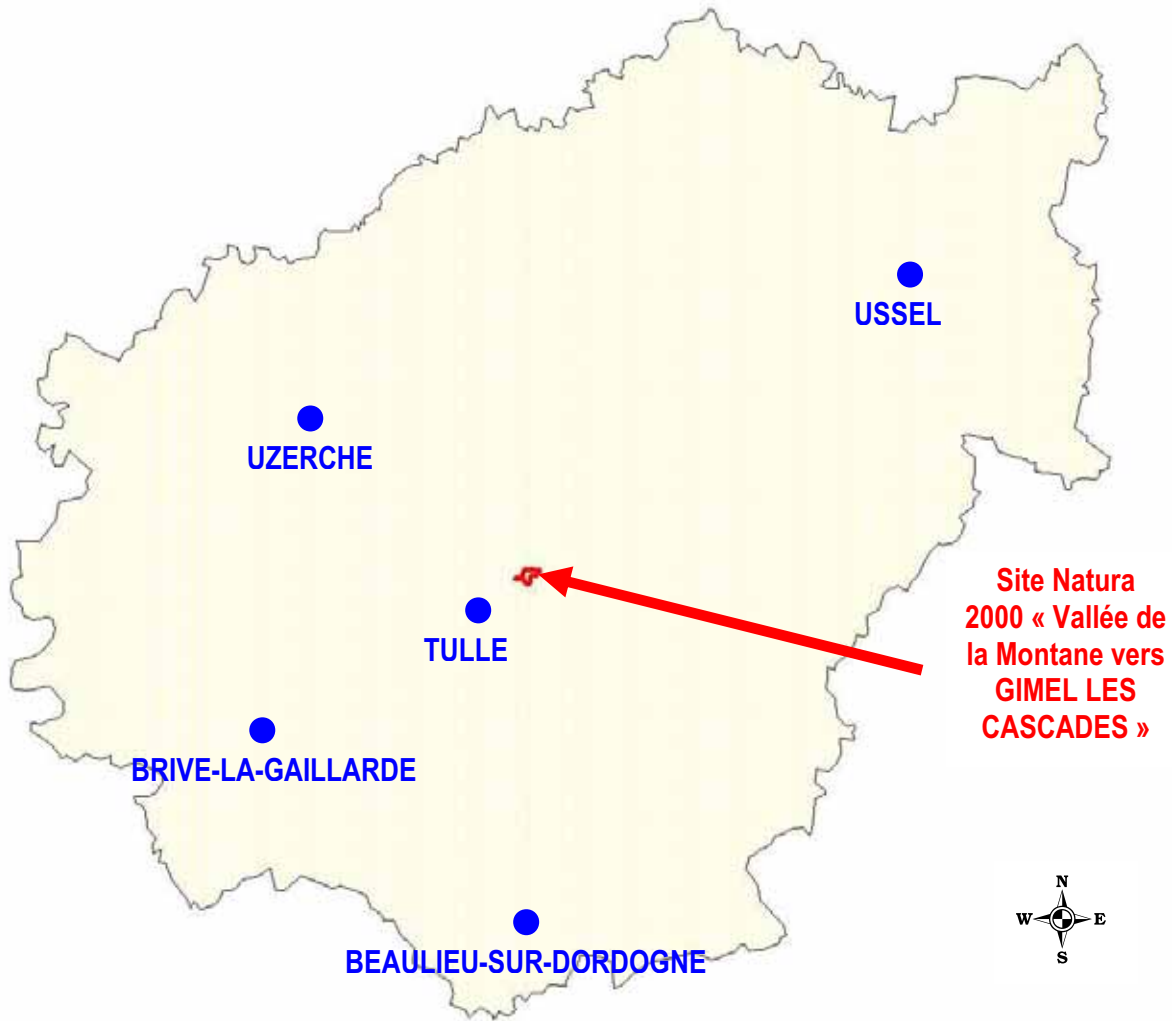 USSEL
UZERCHE
Site Natura
2000 « Vallée de
la Montane vers
GIMEL LES
CASCADES »
TULLE
BRIVE-LA-GAILLARDE
N
W E
S
BEAULIEU-SUR-DORDOGNE